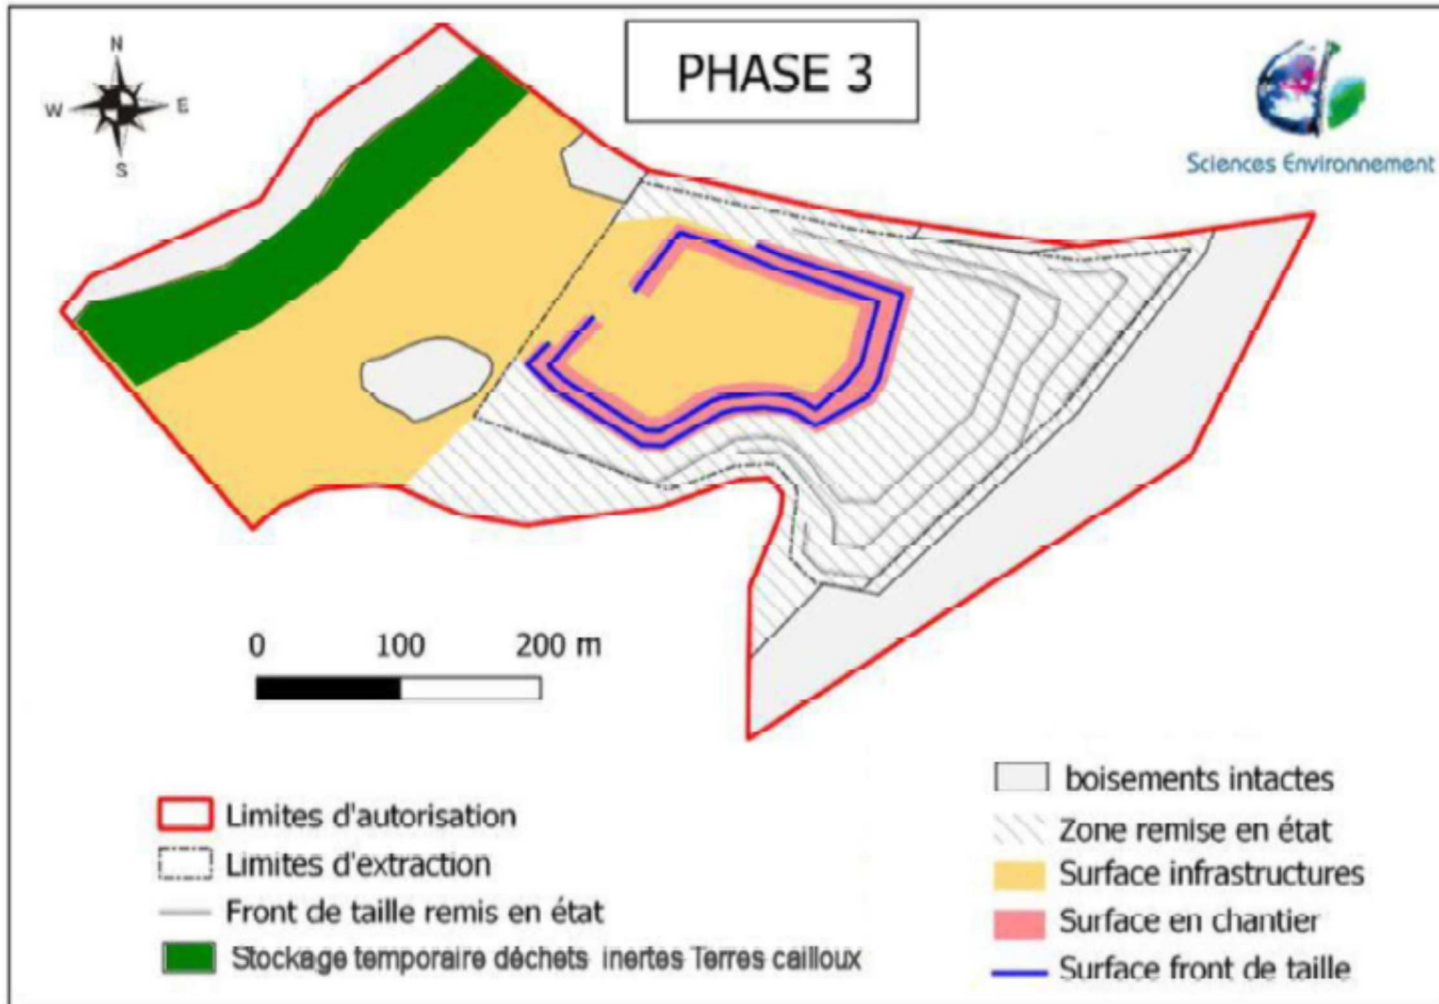 PHASE 3
N
W E
S
Sciences Environnement
0 100 200 m
Limites d'autorisation
Limites d'extraction
Front de taille remis en état
Stockage temporaire déchets inertes Terres cailloux
boisements intactes
Zone remise en état
Surface infrastructures
Surface en chantier
Surface front de taille